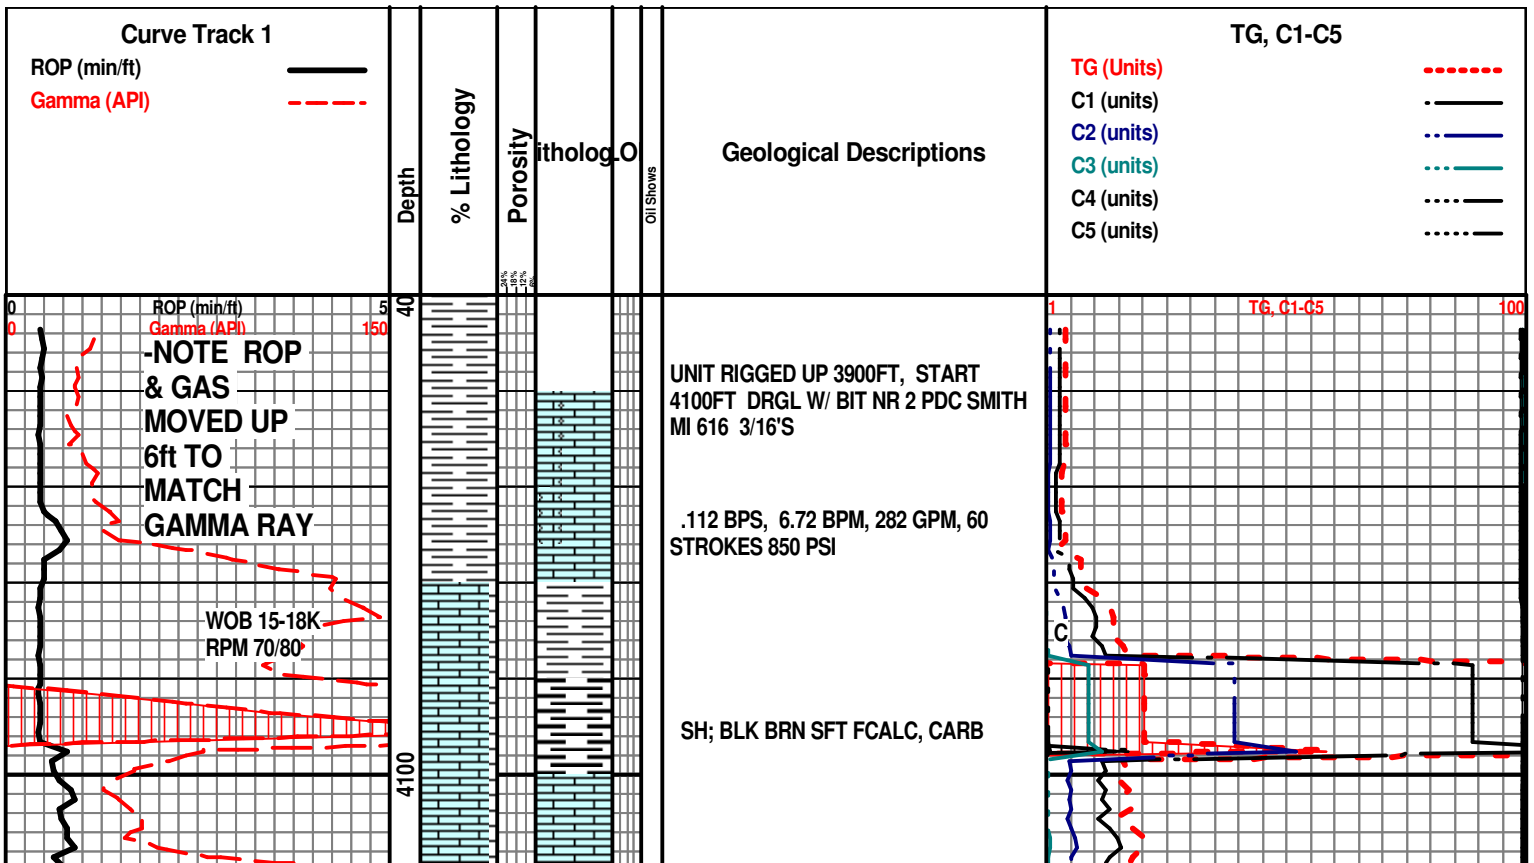 Curve Track 1
ROP (min/ft)
Gamma (API)
Depth
% Lithology
Porosity
24%
18%
12%
6%
itholog
LO
Oil Shows
Geological Descriptions
TG, C1-C5
TG (Units)
C1 (units)
C2 (units)
C3 (units)
C4 (units)
C5 (units)
0 ROP (min/ft) 5
0 Gamma (API) 150
40
1 TG, C1-C5 100
-NOTE ROP
& GAS
MOVED UP
6ft TO
MATCH
GAMMA RAY
UNIT RIGGED UP 3900FT, START
4100FT DRGL W/ BIT NR 2 PDC SMITH
MI 616 3/16'S
.112 BPS, 6.72 BPM, 282 GPM, 60
STROKES 850 PSI
WOB 15-18K
RPM 70/80
C
SH; BLK BRN SFT FCALC, CARB
4100